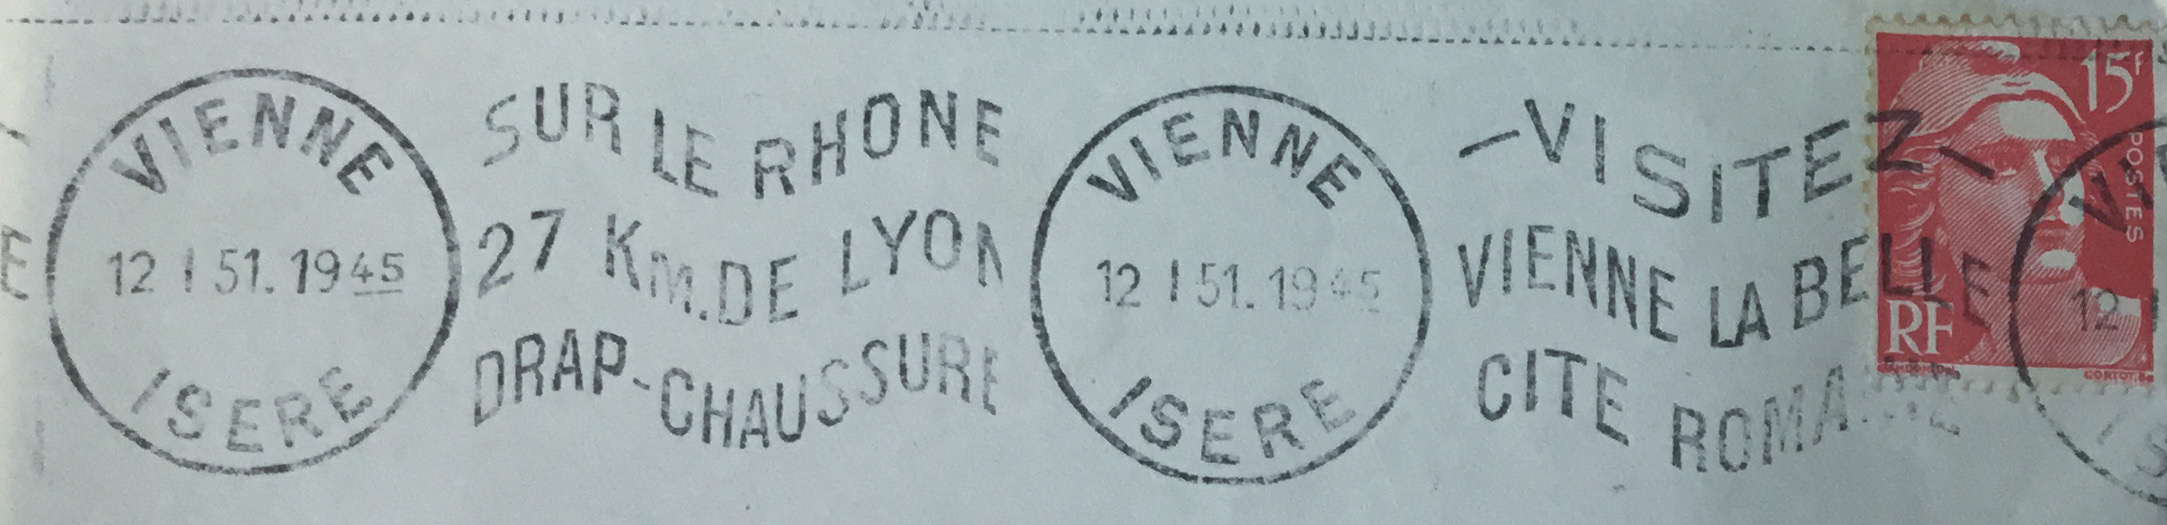 VIENNE
12 I 51. 1945
ISERE
SUR LE RHONE
27 KM. DE LYON
DRAP-CHAUSSURE
VIENNE
12 I 51. 1945
ISERE
—VISITEZ—
VIENNE LA BELLE
CITE
15F
POSTES
RF
12